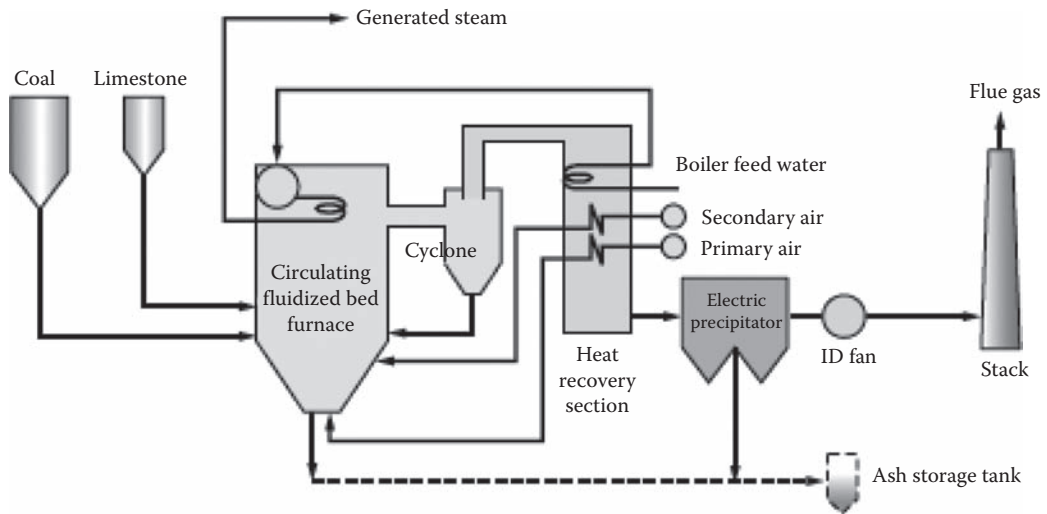 Generated steam
Coal
Limestone
Flue gas
Boiler feed water
Secondary air
Cyclone
Primary air
Circulating
fluidized bed
furnace
Electric
precipitator
Heat
recovery
section
ID fan
Stack
Ash storage tank